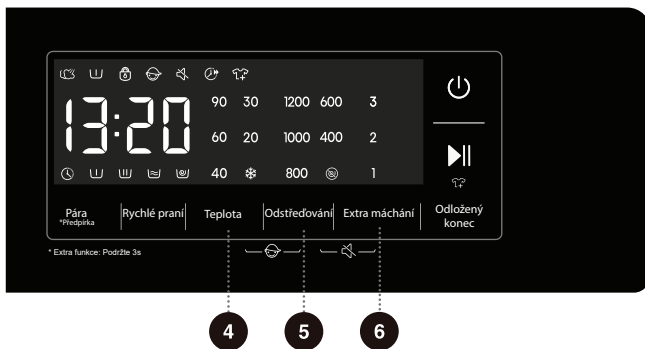 90 30 1200 600 3
13:20
60 20 1000 400 2
40 800 1
Pára
*Předpírka
Rychlé praní
Teplota
Odstřeďování
Extra máchání
Odložený
konec
* Extra funkce: Podržte 3s
4 5 6